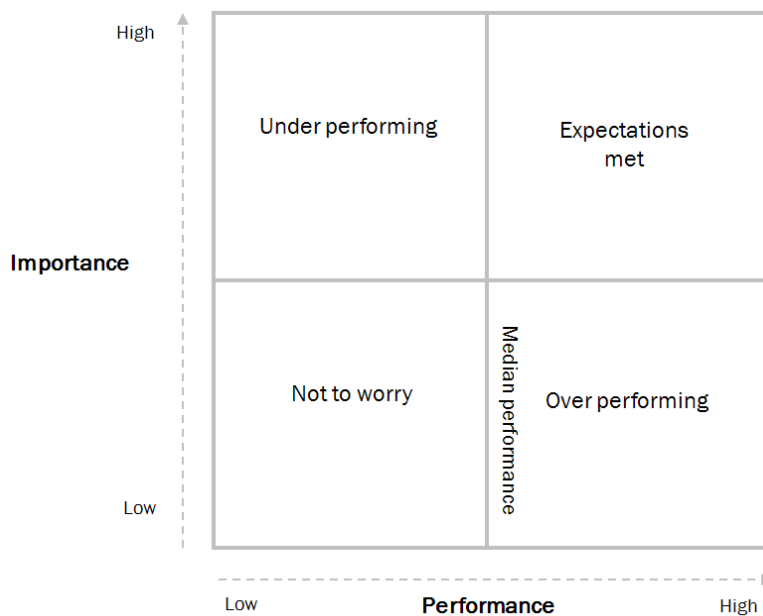 High
Under performing
Expectations
met
Importance
Not to worry
Median performance
Over performing
Low
Low
Performance
High